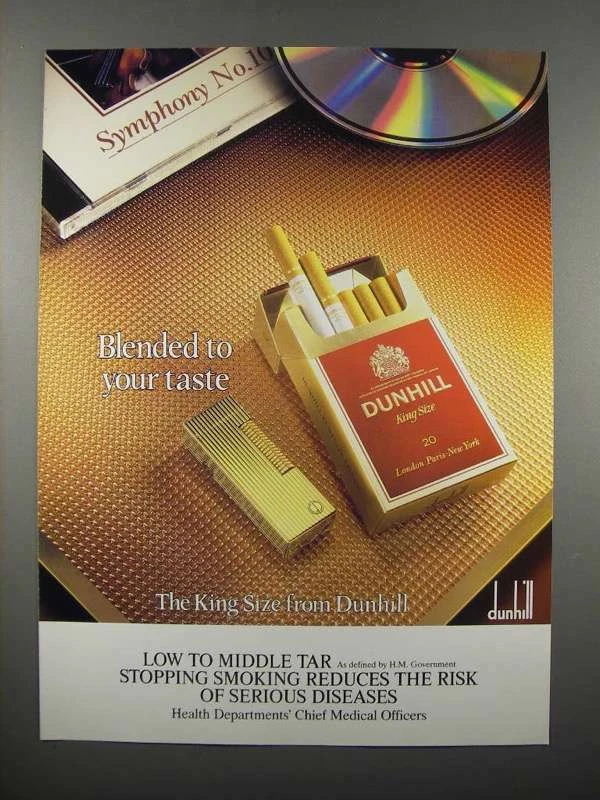 Symphony No.10
Blended to
your taste
DUNHILL
King Size
20
London·Paris·New York
dunhill
The King Size from Dunhill
dunhill
LOW TO MIDDLE TAR As defined by H.M. Government
STOPPING SMOKING REDUCES THE RISK
OF SERIOUS DISEASES
Health Departments' Chief Medical Officers